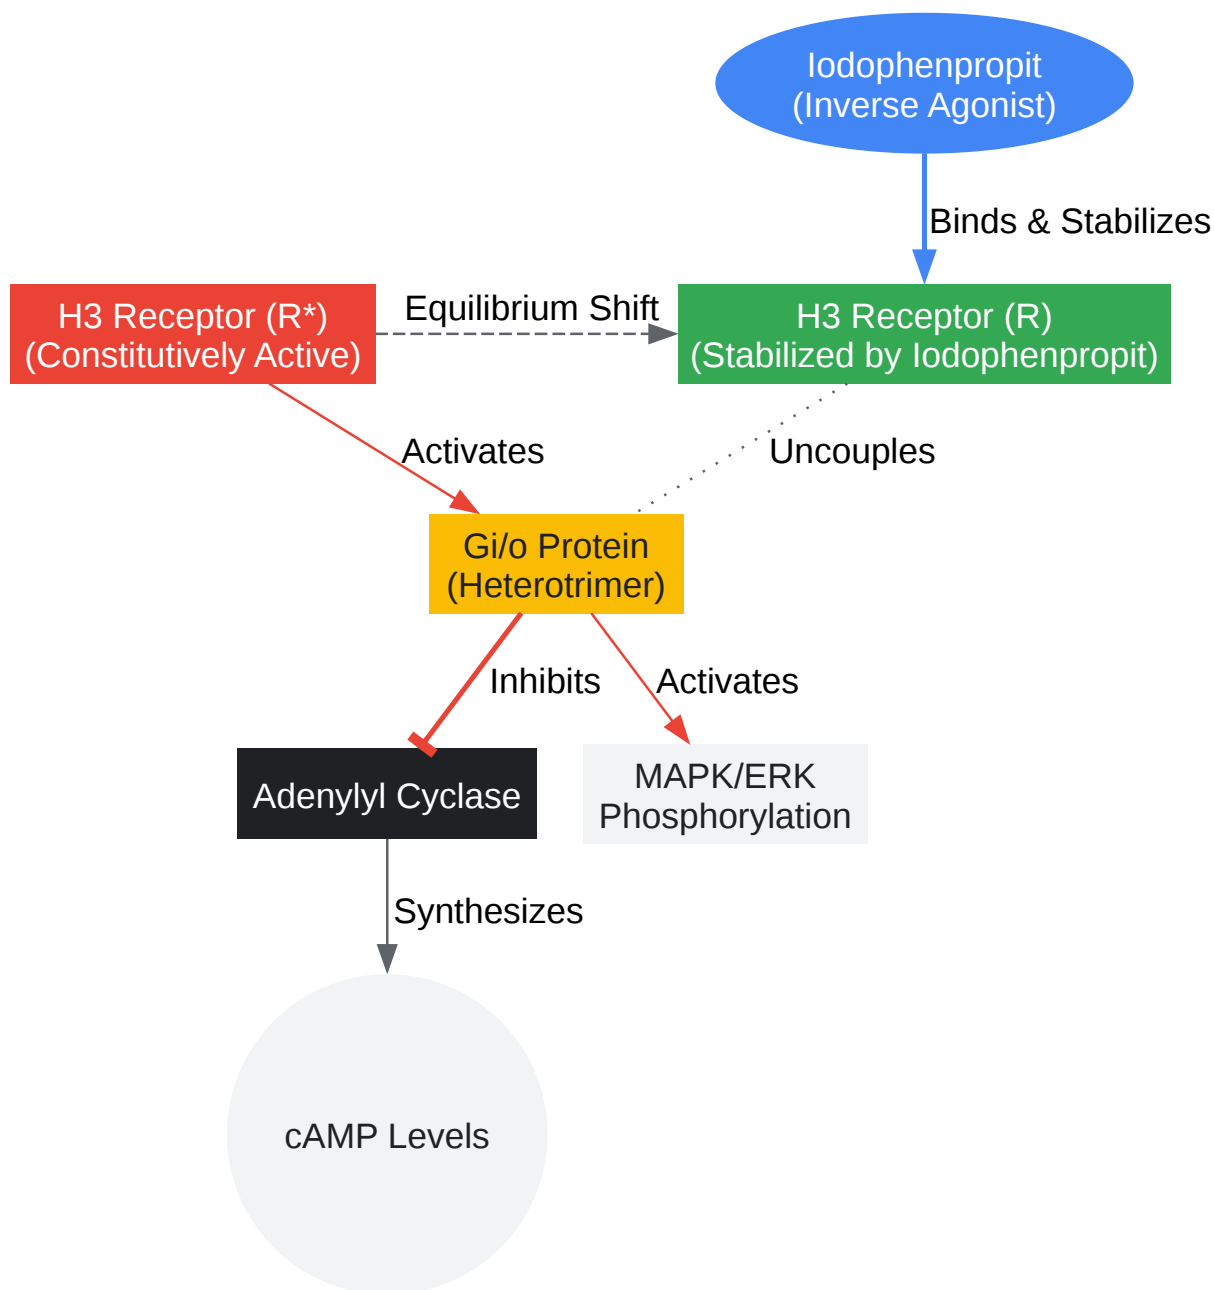 Iodophenpropit
(Inverse Agonist)
Binds & Stabilizes
H3 Receptor (R*)
(Constitutively Active)
Equilibrium Shift
H3 Receptor (R)
(Stabilized by Iodophenpropit)
Activates
Uncouples
Gi/o Protein
(Heterotrimer)
Inhibits
Activates
Adenylyl Cyclase
MAPK/ERK
Phosphorylation
Synthesizes
cAMP Levels